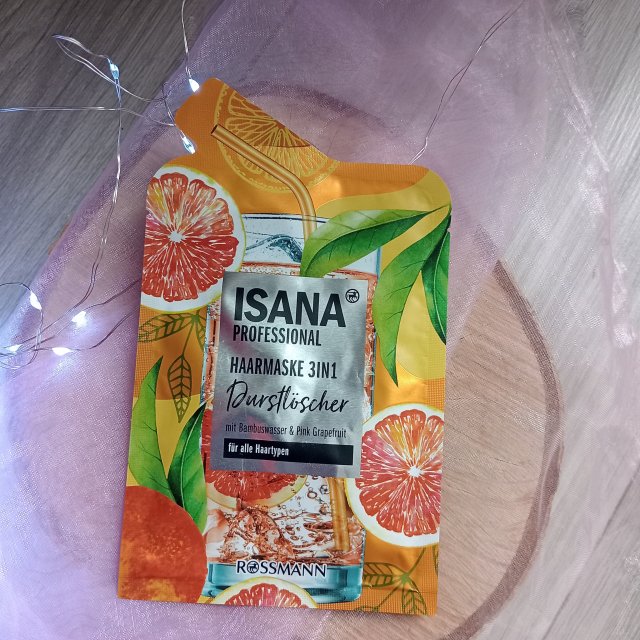 ISANA
PROFESSIONAL
HAARMASKE 3IN1
Durstlöscher
mit Bambuswasser & Pink Grapefruit
für alle Haartypen
ROSSMANN